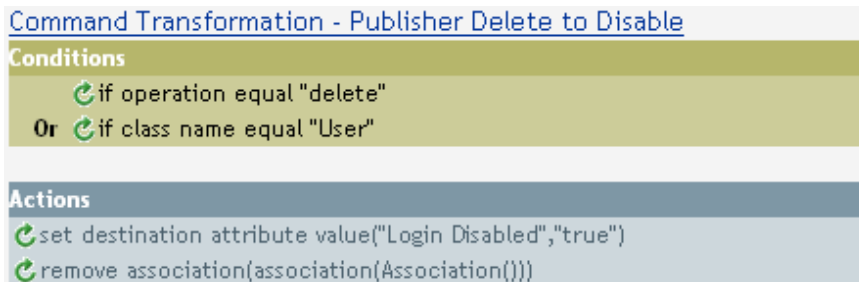 Command Transformation - Publisher Delete to Disable
Conditions
if operation equal "delete"
Or if class name equal "User"
Actions
set destination attribute value("Login Disabled","true")
remove association(association(Association()))